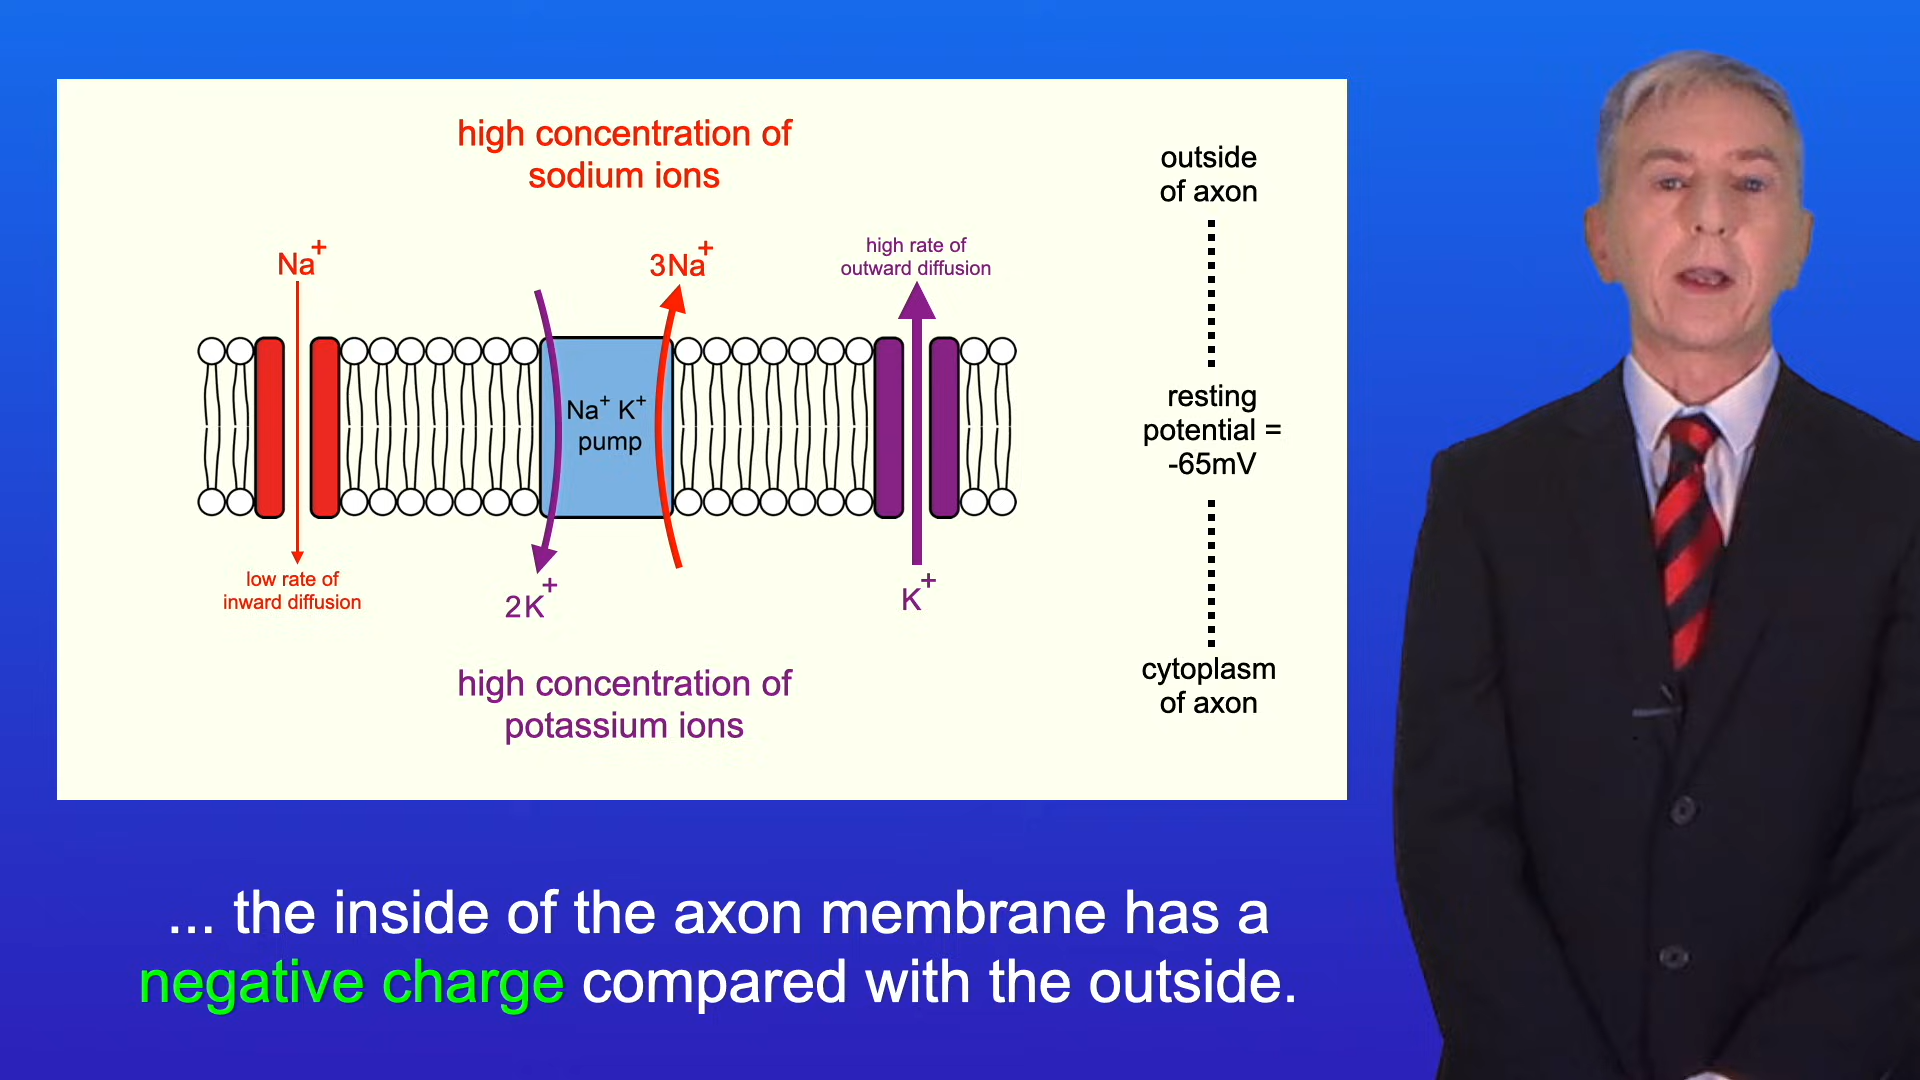 high concentration of
sodium ions
outside
of axon
Na⁺
3Na⁺
high rate of
outward diffusion
Na⁺ K⁺
pump
resting
potential =
-65mV
low rate of
inward diffusion
2K⁺
K⁺
high concentration of
potassium ions
cytoplasm
of axon
... the inside of the axon membrane has a
negative charge compared with the outside.